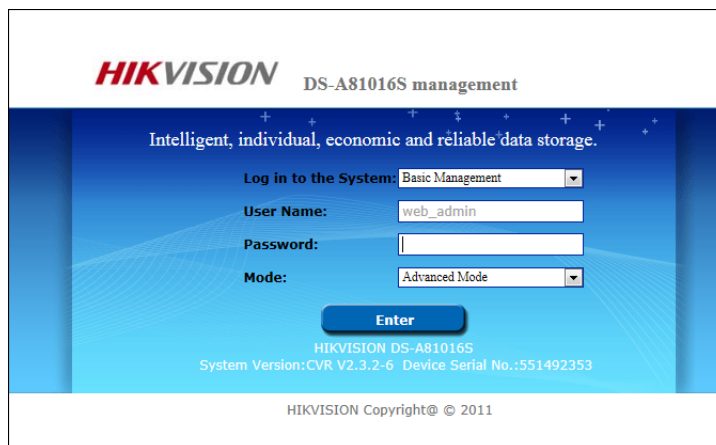 HIKVISION DS-A81016S management
Intelligent, individual, economic and reliable data storage.
Log in to the System: Basic Management
User Name: web_admin
Password:
Mode: Advanced Mode
Enter
HIKVISION DS-A81016S
System Version:CVR V2.3.2-6 Device Serial No.:551492353
HIKVISION Copyright@ © 2011